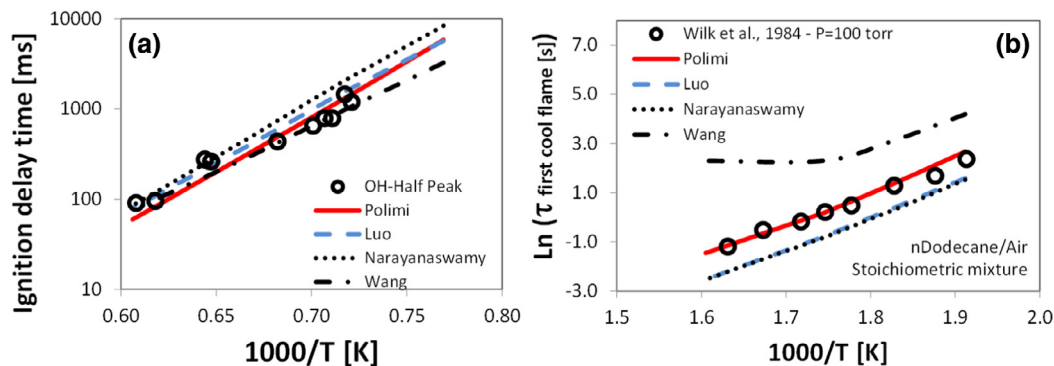 (a)
Ignition delay time [ms]
10000
1000
100
10
OH-Half Peak
Polimi
Luo
Narayanaswamy
Wang
0.60 0.65 0.70 0.75 0.80
1000/T [K]
(b)
Ln (τ first cool flame [s]
7.0
5.0
3.0
1.0
-1.0
-3.0
Wilk et al., 1984 - P=100 torr
Polimi
Luo
Narayanaswamy
Wang
nDodecane/Air
Stoichiometric mixture
1.5 1.6 1.7 1.8 1.9 2.0
1000/T [K]